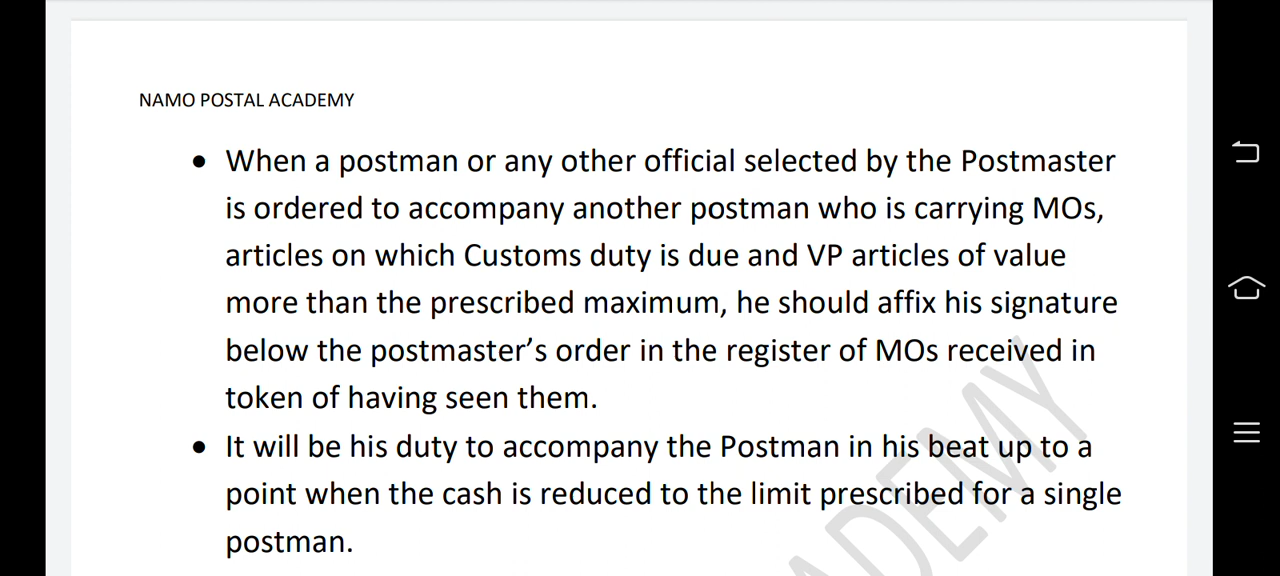 NAMO POSTAL ACADEMY
• When a postman or any other official selected by the Postmaster
is ordered to accompany another postman who is carrying MOs,
articles on which Customs duty is due and VP articles of value
more than the prescribed maximum, he should affix his signature
below the postmaster’s order in the register of MOs received in
token of having seen them.
• It will be his duty to accompany the Postman in his beat up to a
point when the cash is reduced to the limit prescribed for a single
postman.
ADEMY